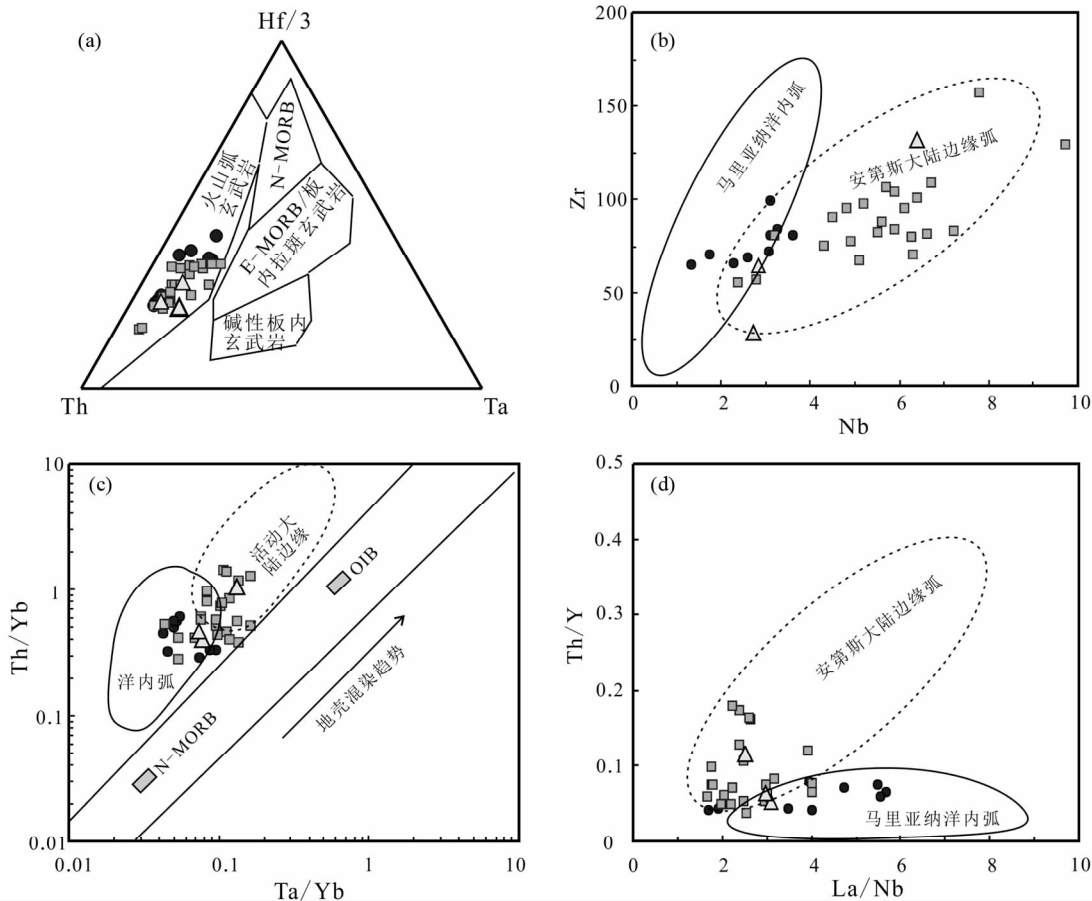 (a)
Hf/3
火山弧
玄武岩
N-MORB
E-MORB/板
内拉斑玄武岩
碱性板内
玄武岩
Th
Ta
(b)
200
150
100
50
0
Zr
马里亚纳洋内弧
安第斯大陆边缘弧
0
2
4
6
8
10
Nb
(c)
10
1
0.1
0.01
Th/Yb
活动大
陆边缘
OIB
洋内弧
地壳混染趋势
N-MORB
0.01
0.1
1
10
Ta/Yb
(d)
0.5
0.4
0.3
0.2
0.1
0
Th/Y
安第斯大陆边缘弧
马里亚纳洋内弧
0
2
4
6
8
10
La/Nb